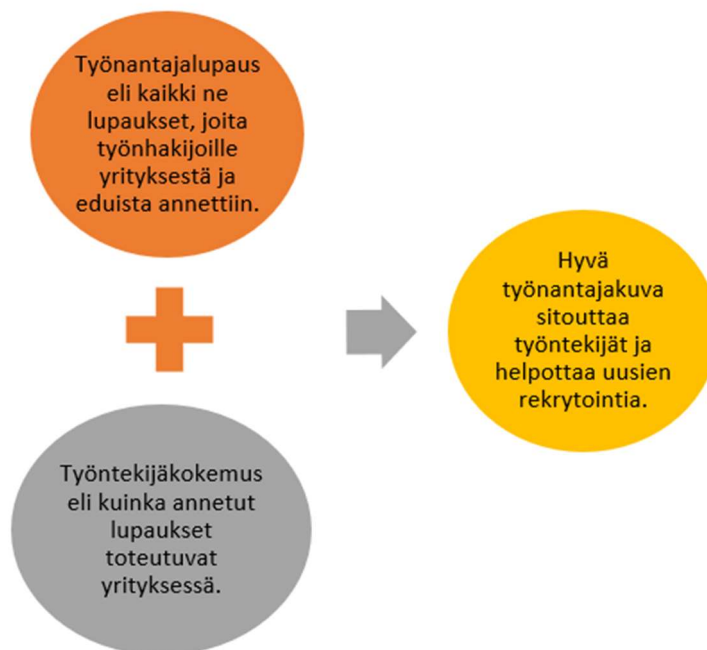 Työnantajalupaus
eli kaikki ne
lupaukset, joita
työnhakijoille
yrityksestä ja
eduista annettiin.
Työntekijäkokemus
eli kuinka annetut
lupaukset
toteutuvat
yrityksessä.
Hyvä
työnantajakuva
sitouttaa
työntekijät ja
helpottaa uusien
rekrytointia.